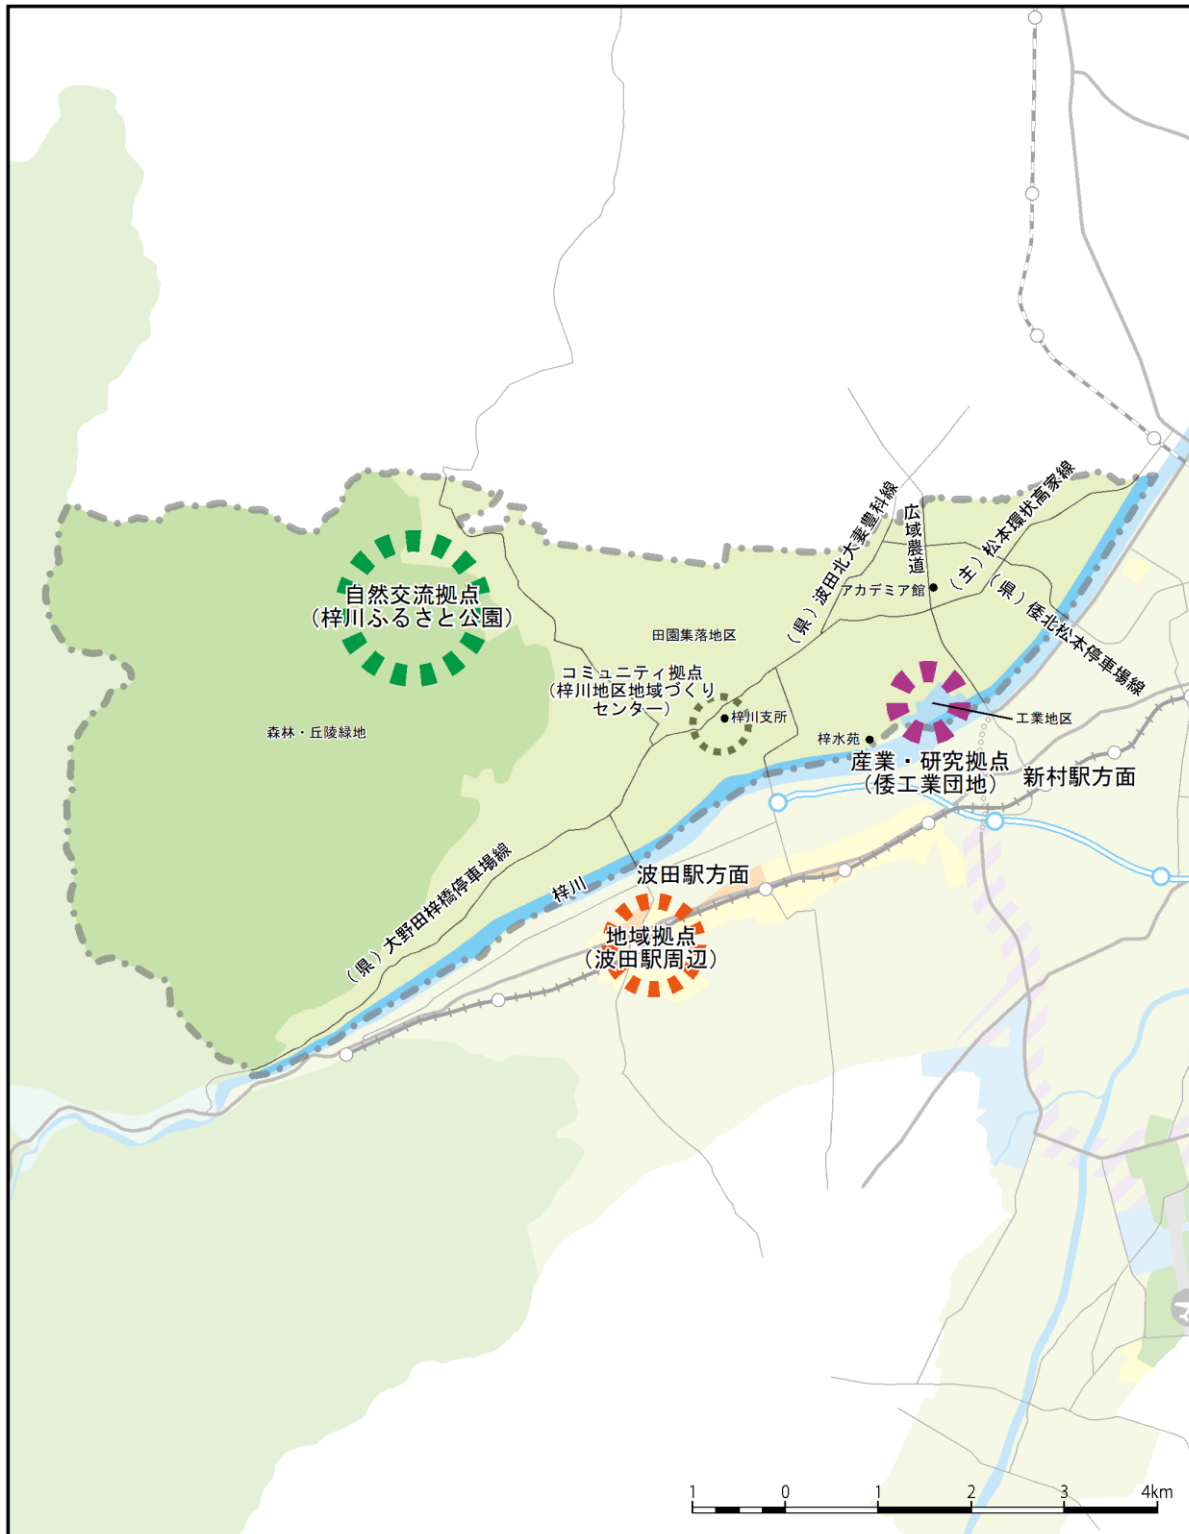 (県)波田北大妻豊科線
広域農道
(主)松本環状高家線
(県)倭北松本停車場線
アカデミア館
自然交流拠点
(梓川ふるさと公園)
田園集落地区
コミュニティ拠点
(梓川地区地域づくり
センター)
梓川支所
梓水苑
工業地区
森林・丘陵緑地
産業・研究拠点
(倭工業団地)
新村駅方面
(県)大野田梓橋停車場線
梓川
波田駅方面
地域拠点
(波田駅周辺)
1 0 1 2 3 4km